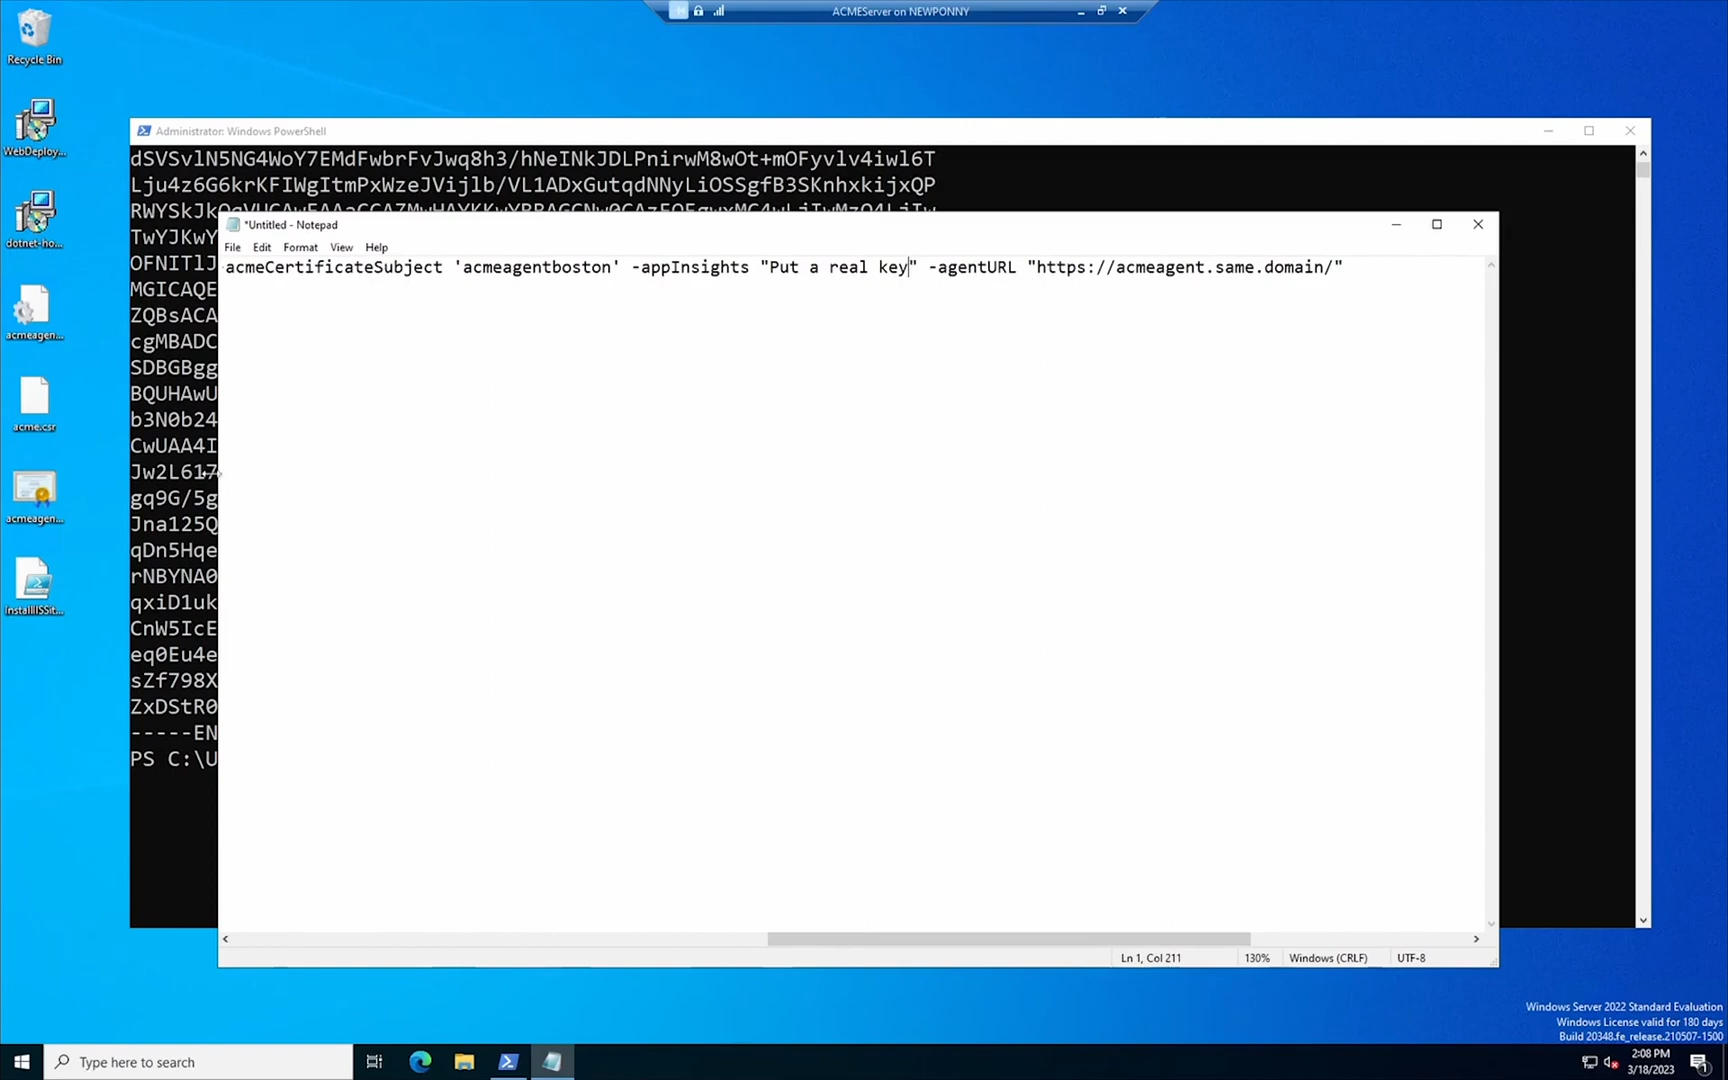 ACMEServer on NEWPONNY
Recycle Bin
WebDeploy...
dotnet-ho...
acmeagen...
acme.csr
acmeagen...
InstallIISSit...
Administrator: Windows PowerShell
dSVSvlN5NG4WoY7EMdFwbrFvJwq8h3/hNeINkJDLPnirwM8wOt+mOFyvlv4iwl6T
Lju4z6G6krKFIWgItmPxWzeJVijlb/VL1ADxGutqdNNyLiOSSgfB3SKnhxkijxQP
TwYJKwY
OFNITlJ
MGICAQE
ZQBsACA
cgMBADC
SDBGBgg
BQUHAwU
b3N0b24
CwUAA4I
Jw2L617
gq9G/5g
Jna125Q
qDn5Hqe
rNBYNA0
qxiD1uk
CnW5IcE
eq0Eu4e
sZf798X
ZxDStR0
-----EN
PS C:\U
*Untitled - Notepad
File Edit Format View Help
acmeCertificateSubject 'acmeagentboston' -appInsights "Put a real key" -agentURL "https://acmeagent.same.domain/"
Ln 1, Col 211 130% Windows (CRLF) UTF-8
Windows Server 2022 Standard Evaluation
Windows License valid for 180 days
Build 20348.fe_release.210507-1500
Type here to search
2:08 PM
3/18/2023
1